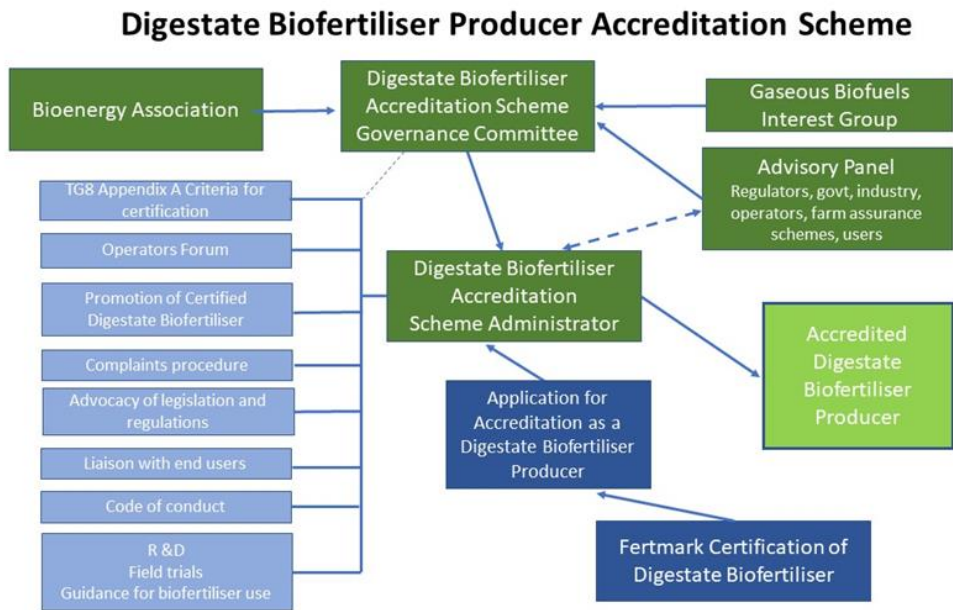 Digestate Biofertiliser Producer Accreditation Scheme
Bioenergy Association
Digestate Biofertiliser
Accreditation Scheme
Governance Committee
Gaseous Biofuels
Interest Group
Advisory Panel
Regulators, govt, industry,
operators, farm assurance
schemes, users
TG8 Appendix A Criteria for
certification
Operators Forum
Promotion of Certified
Digestate Biofertiliser
Complaints procedure
Advocacy of legislation and
regulations
Liaison with end users
Code of conduct
R &D
Field trials
Guidance for biofertiliser use
Digestate Biofertiliser
Accreditation
Scheme Administrator
Accredited
Digestate
Biofertiliser
Producer
Application for
Accreditation as a
Digestate Biofertiliser
Producer
Fertmark Certification of
Digestate Biofertiliser